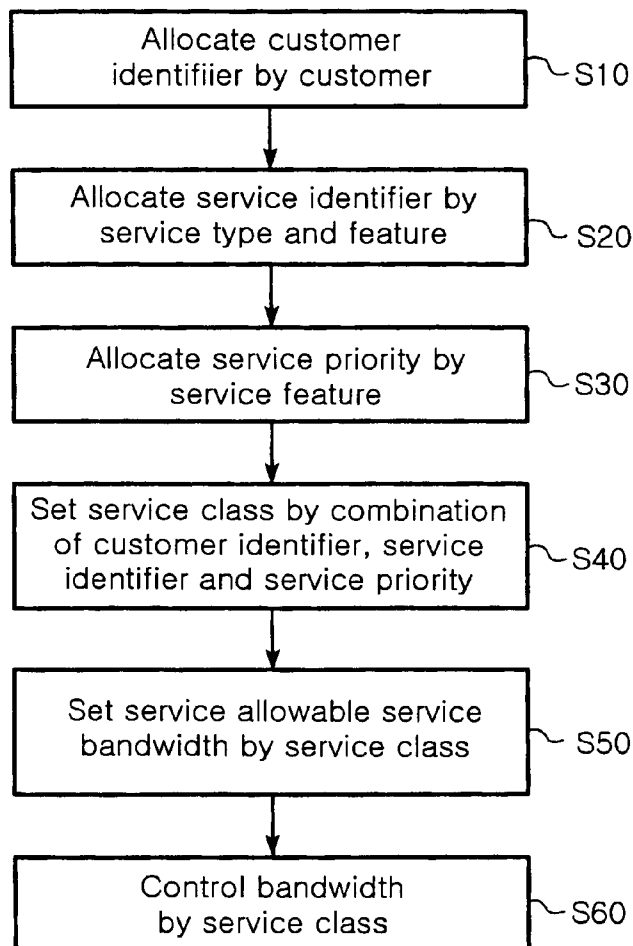 Allocate customer
identifiier by customer
S10
Allocate service identifier by
service type and feature
S20
Allocate service priority by
service feature
S30
Set service class by combination
of customer identifier, service
identifier and service priority
S40
Set service allowable service
bandwidth by service class
S50
Control bandwidth
by service class
S60